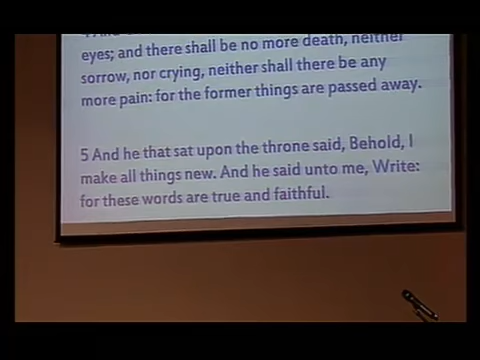 eyes; and there shall be no more death, neither
sorrow, nor crying, neither shall there be any
more pain: for the former things are passed away.
5 And he that sat upon the throne said, Behold, I
make all things new. And he said unto me, Write:
for these words are true and faithful.